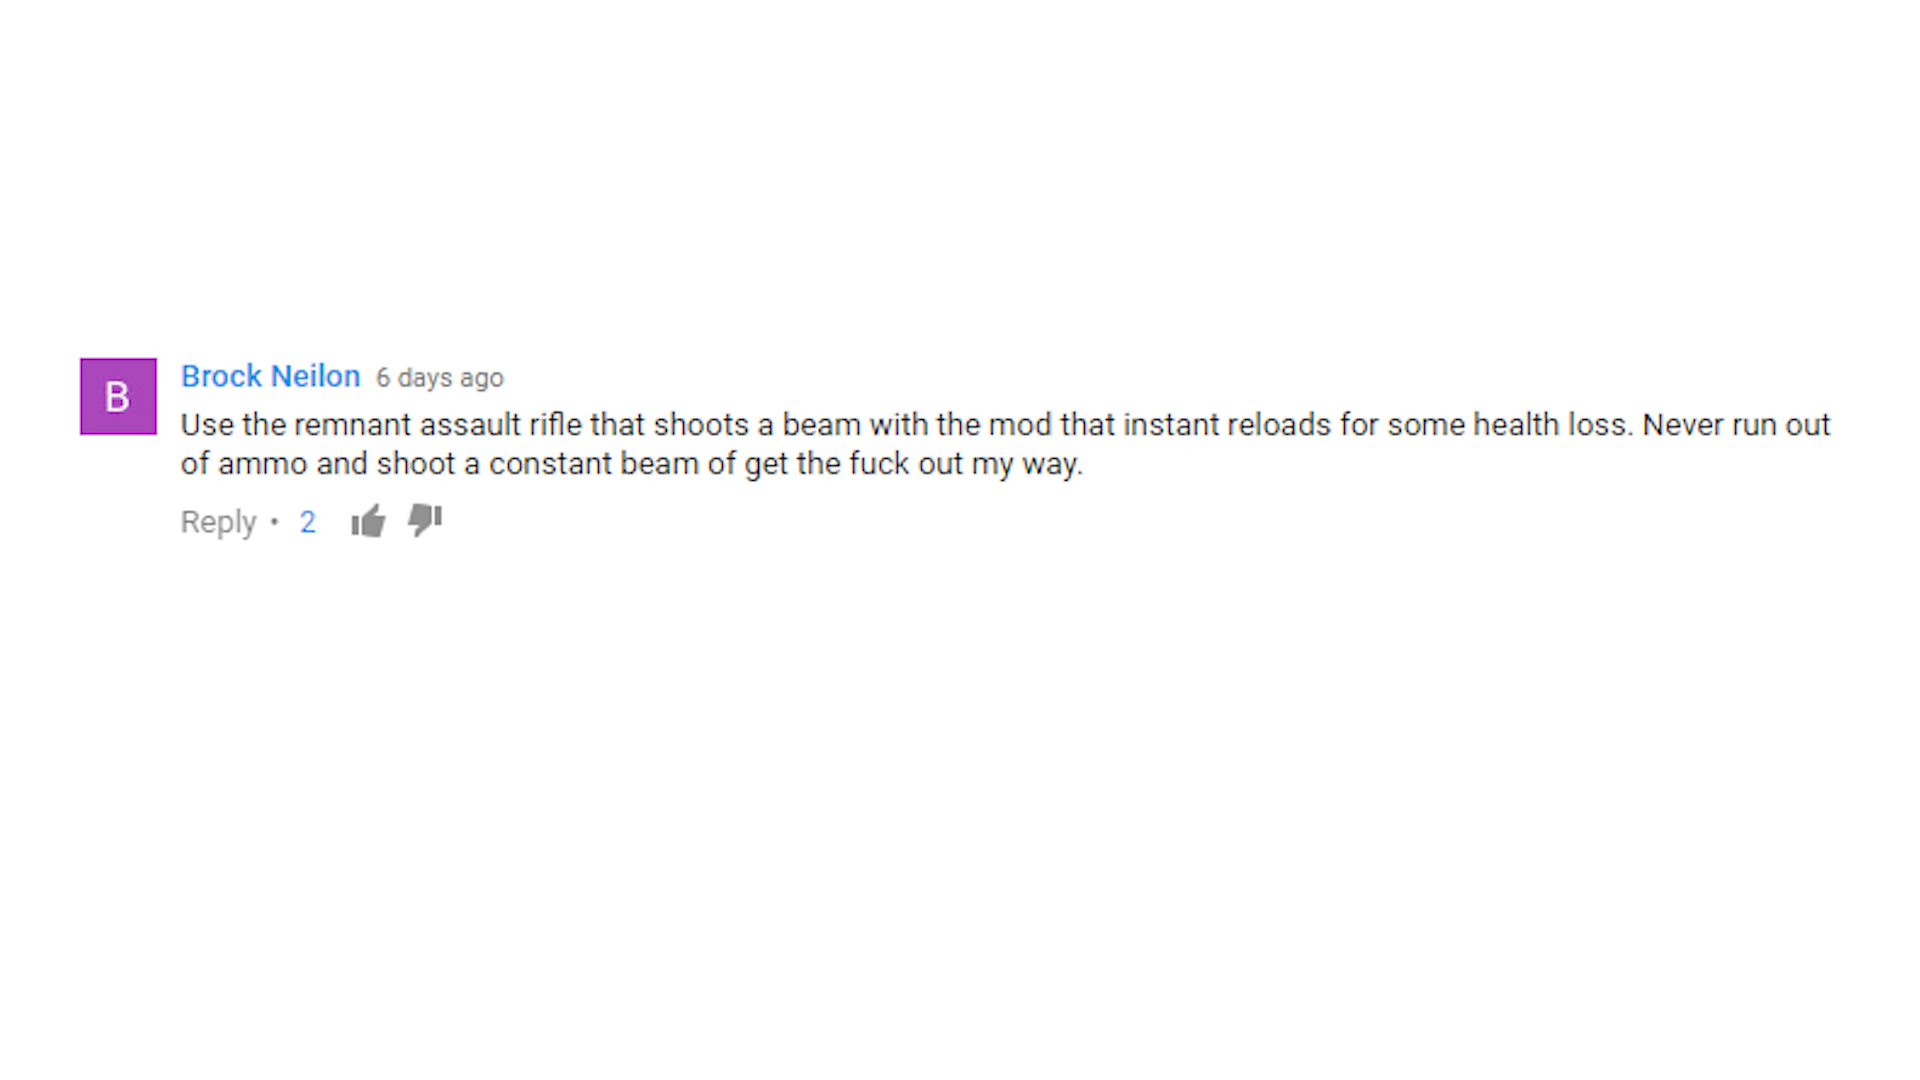 B
Brock Neilon 6 days ago
Use the remnant assault rifle that shoots a beam with the mod that instant reloads for some health loss. Never run out
of ammo and shoot a constant beam of get the fuck out my way.
Reply • 2